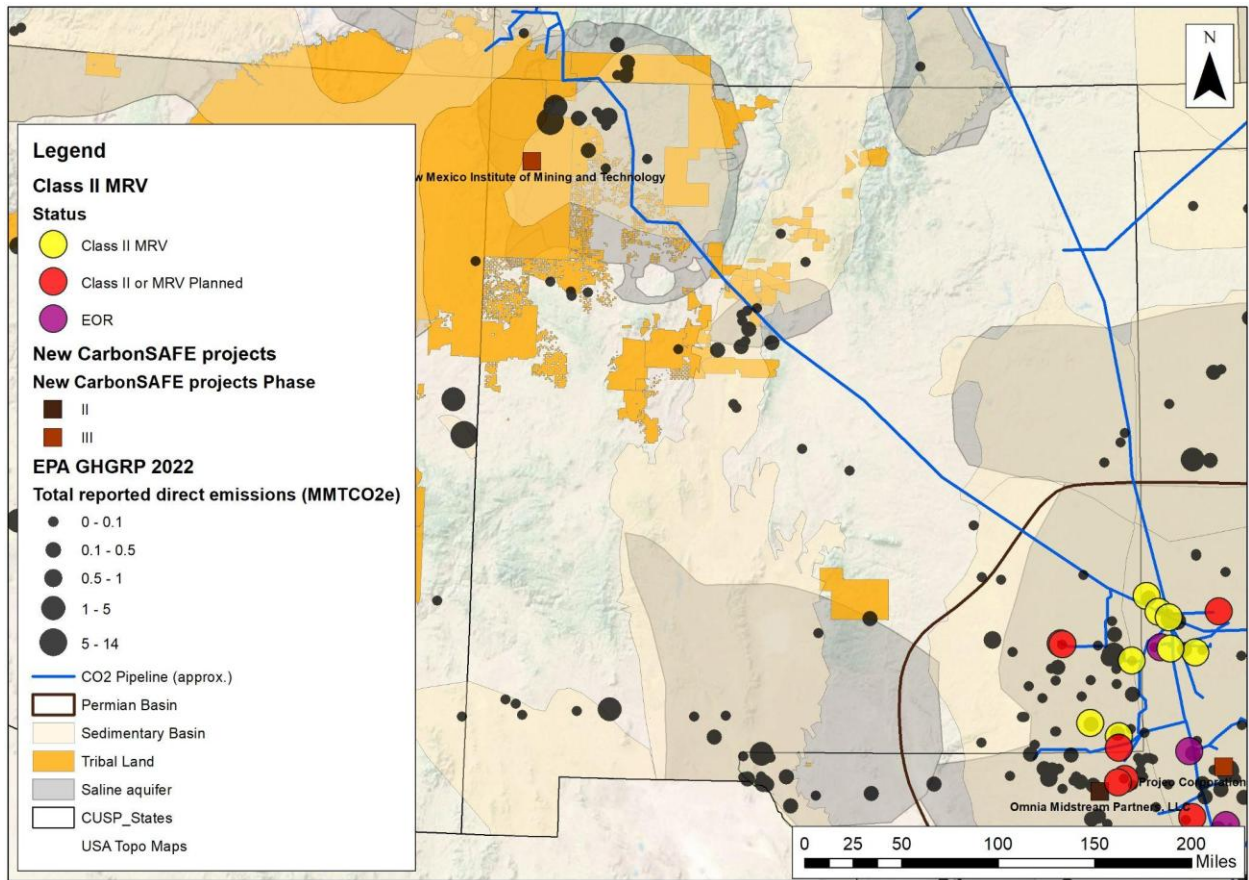 N
Legend
Class II MRV
Status
Class II MRV
Class II or MRV Planned
EOR
New CarbonSAFE projects
New CarbonSAFE projects Phase
II
III
EPA GHGRP 2022
Total reported direct emissions (MMTCO2e)
0 - 0.1
0.1 - 0.5
0.5 - 1
1 - 5
5 - 14
CO2 Pipeline (approx.)
Permian Basin
Sedimentary Basin
Tribal Land
Saline aquifer
CUSP_States
USA Topo Maps
w Mexico Institute of Mining and Technology
Projeo Corporation
Omnia Midstream Partners, LLC
0 25 50 100 150 200
Miles